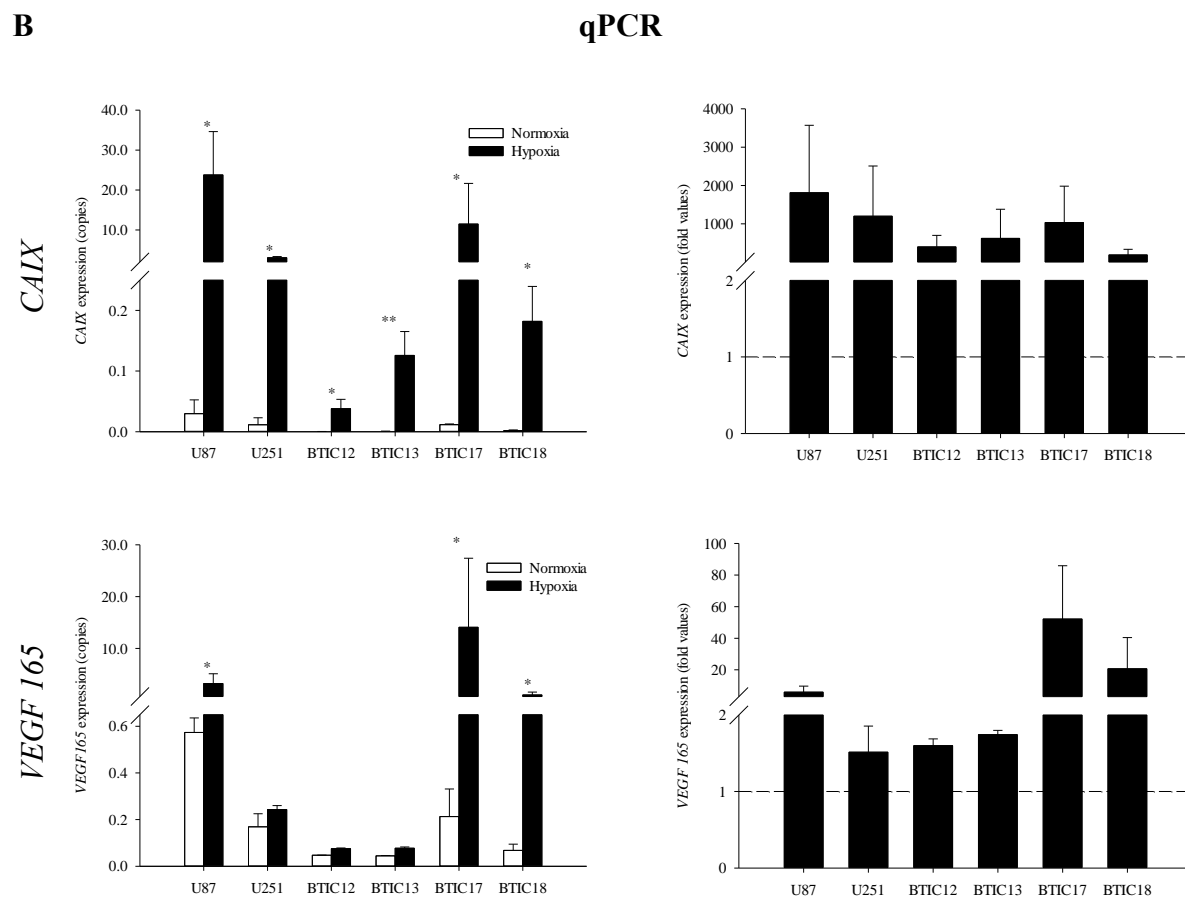 B
qPCR
CAIX
CAIX expression (copies)
40.0
30.0
20.0
10.0
0.2
0.1
0.0
*
*
*
**
*
*
Normoxia
Hypoxia
U87 U251 BTIC12 BTIC13 BTIC17 BTIC18
CAIX expression (fold values)
4000
3000
2000
1000
2
1
0
U87 U251 BTIC12 BTIC13 BTIC17 BTIC18
VEGF 165
VEGF165 expression (copies)
30.0
20.0
10.0
0.6
0.4
0.2
0.0
*
*
*
Normoxia
Hypoxia
U87 U251 BTIC12 BTIC13 BTIC17 BTIC18
VEGF 165 expression (fold values)
100
80
60
40
20
2
1
0
U87 U251 BTIC12 BTIC13 BTIC17 BTIC18